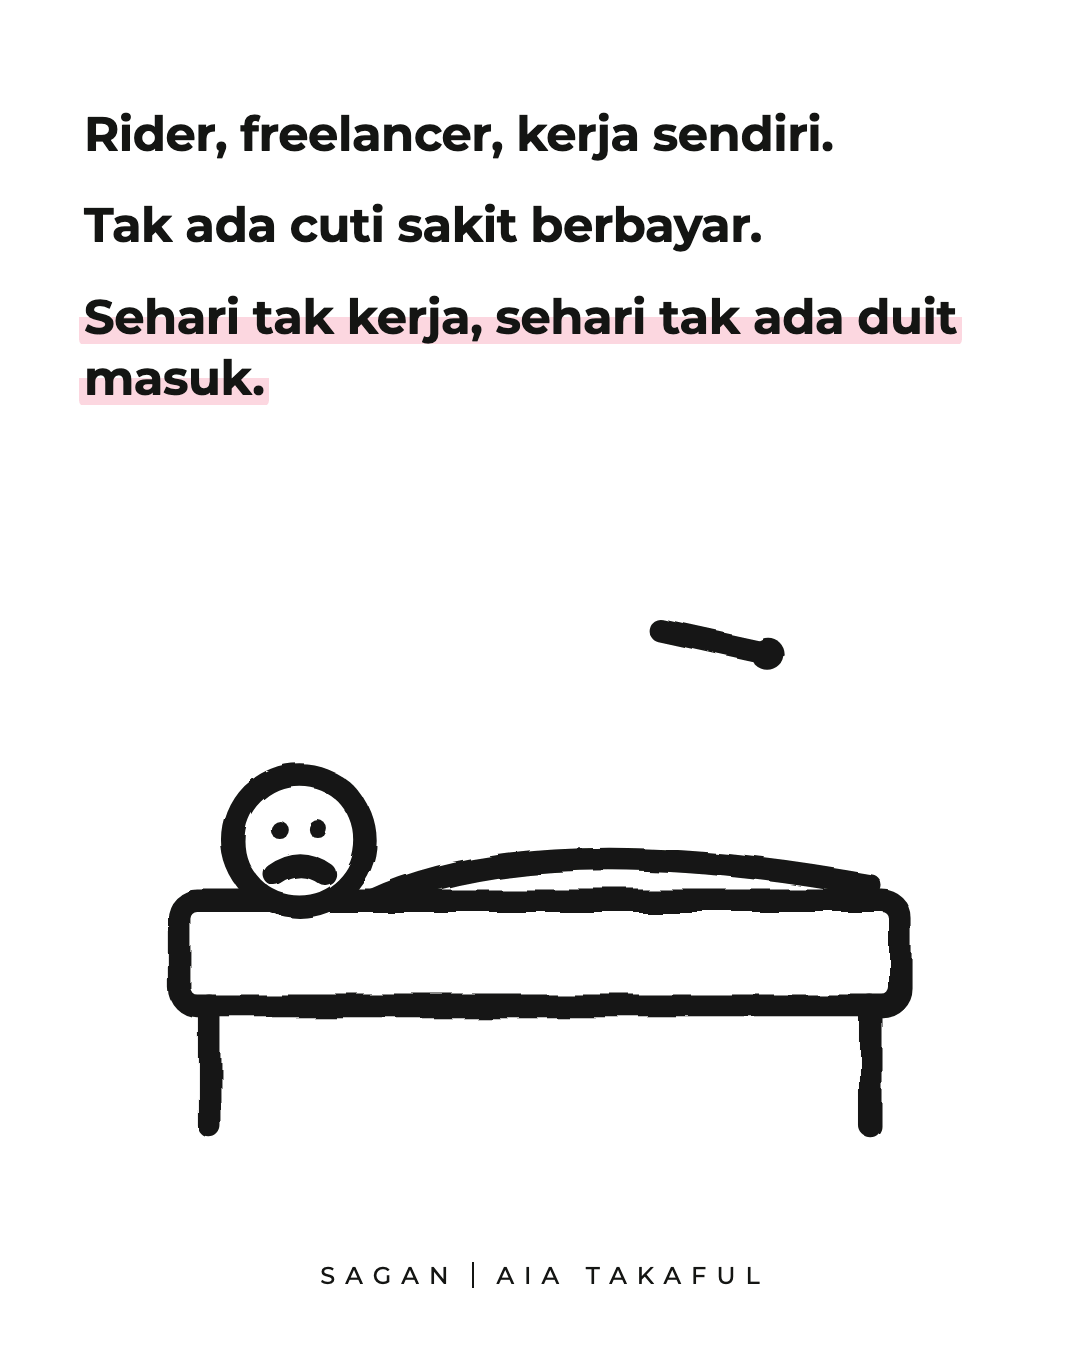 Rider, freelancer, kerja sendiri.
Tak ada cuti sakit berbayar.
Sehari tak kerja, sehari tak ada duit
masuk.
SAGAN | AIA TAKAFUL